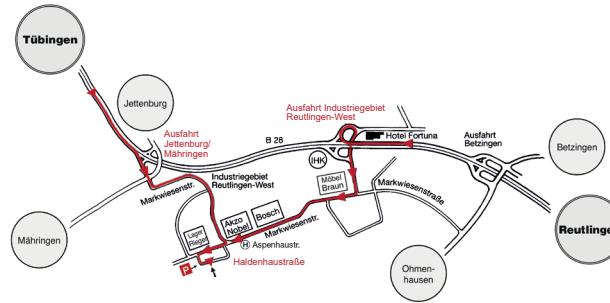 Tübingen
Jettenburg
Ausfahrt
Jettenburg/
Mähringen
Ausfahrt Industriegebiet
Reutlingen-West
B 28
Hotel Fortuna
Ausfahrt
Betzingen
Betzingen
IHK
Industriegebiet
Reutlingen-West
Möbel
Braun
Markwiesenstr.
Markwiesenstraße
Mähringen
Lager
Rieger
Akzo
Nobel
Bosch
Markwiesenstr.
H Aspenhaustr.
Haldenhaustraße
P
Reutlinge
Ohmen-
hausen